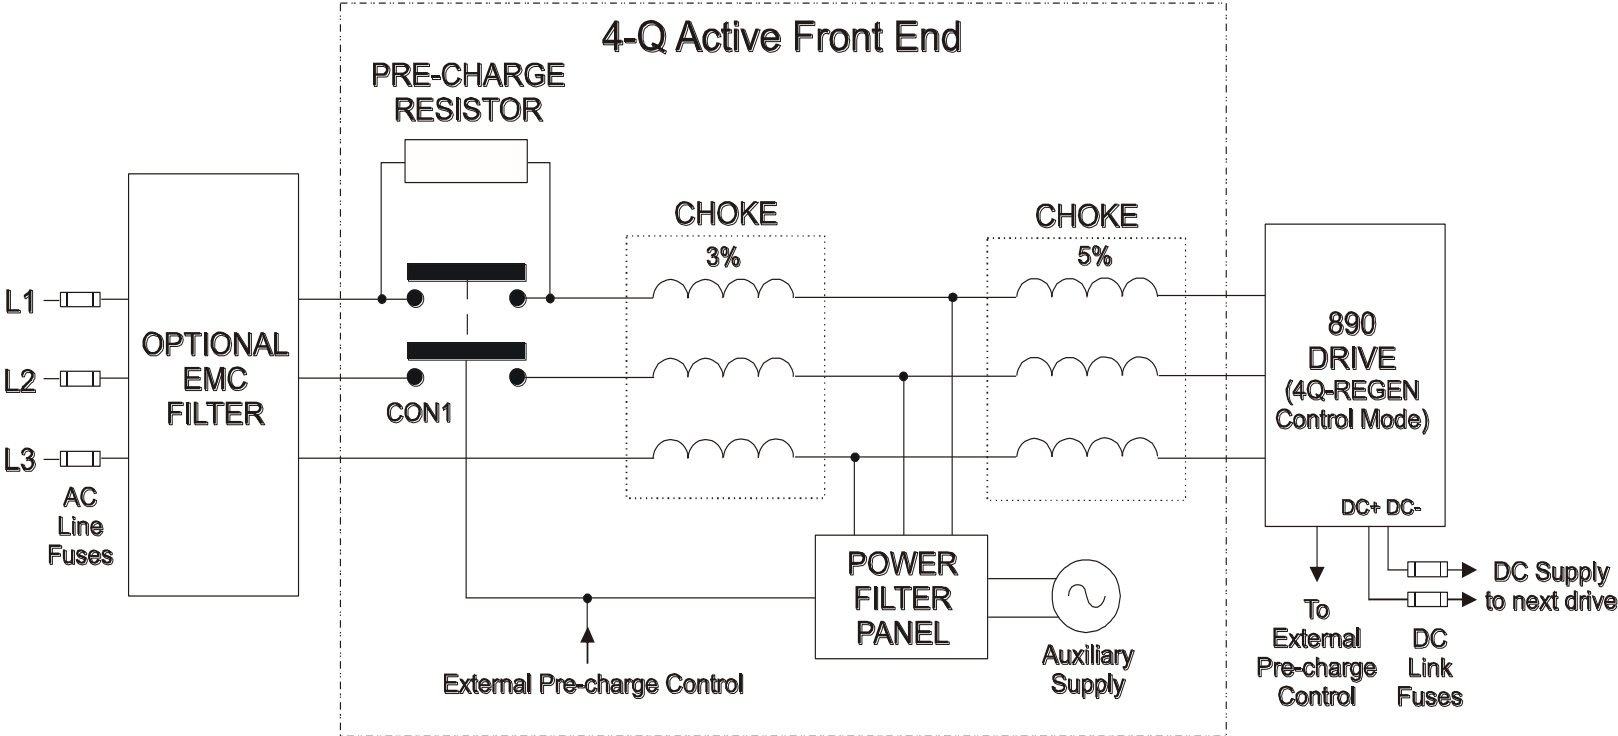 4-Q Active Front End
PRE-CHARGE
RESISTOR
CHOKE
3%
CHOKE
5%
L1
L2
L3
AC
Line
Fuses
OPTIONAL
EMC
FILTER
CON1
890
DRIVE
(4Q-REGEN
Control Mode)
DC+ DC-
POWER
FILTER
PANEL
External Pre-charge Control
Auxiliary
Supply
To
External
Pre-charge
Control
DC Supply
to next drive
DC
Link
Fuses